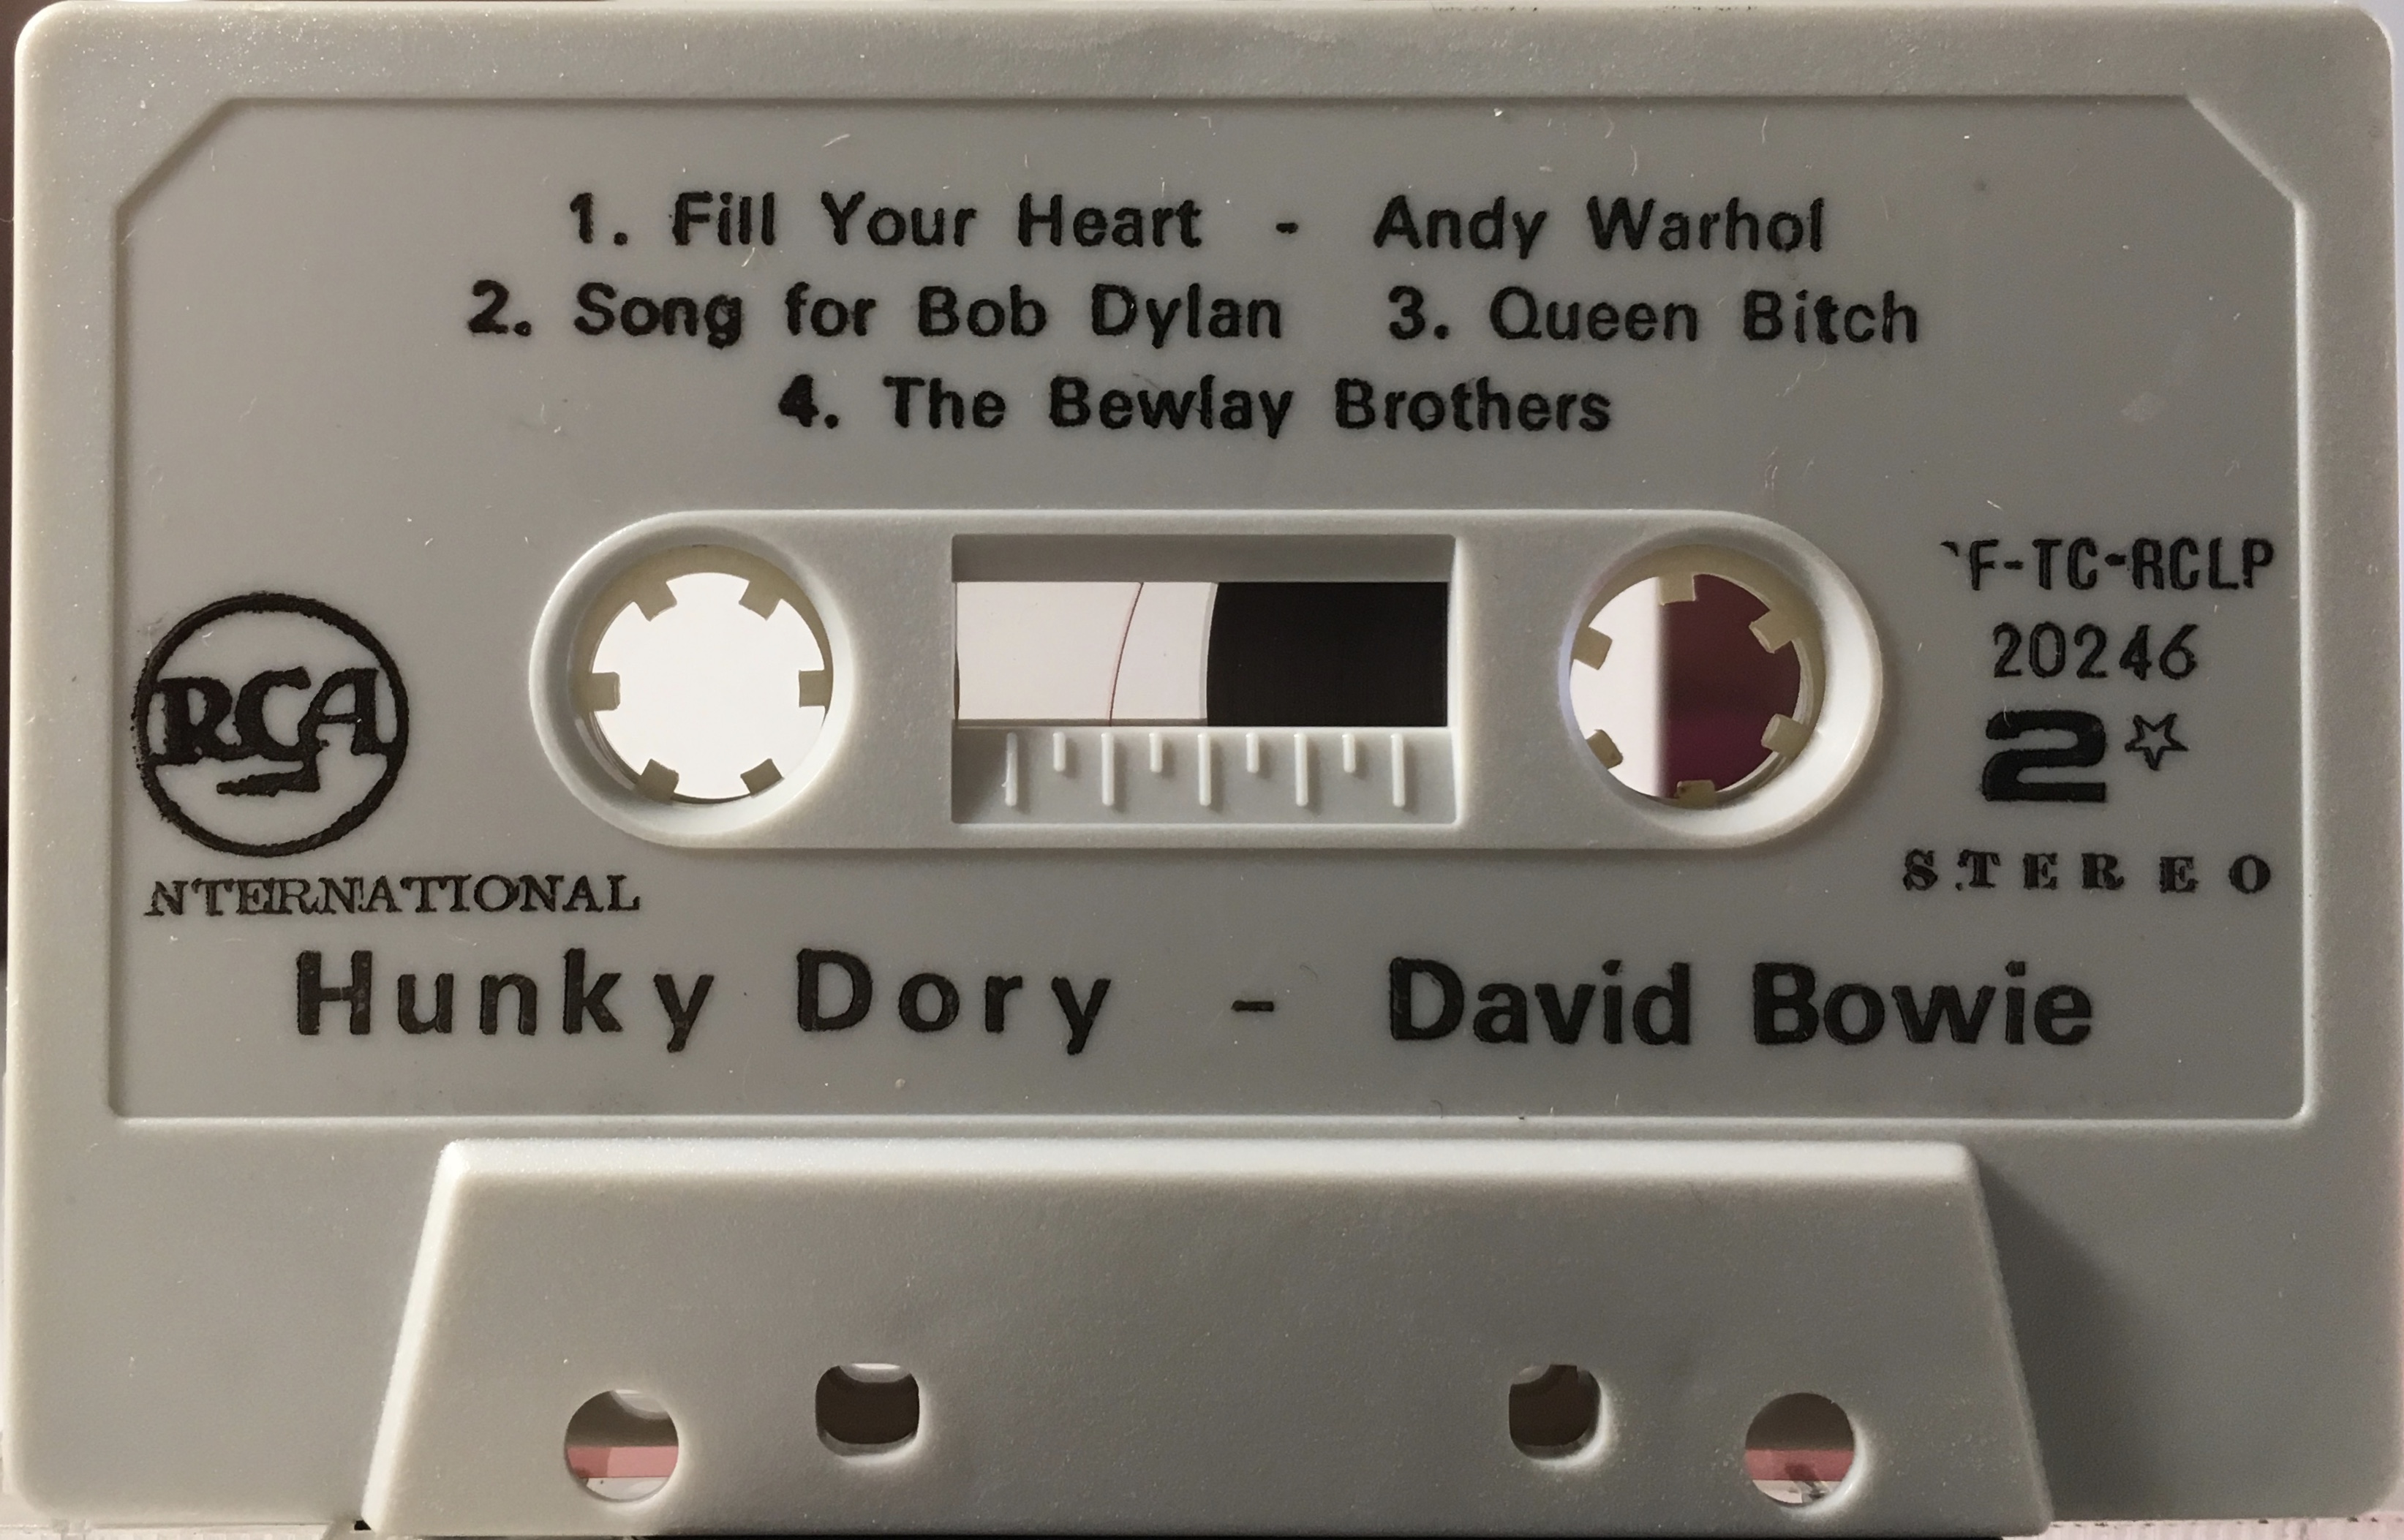 1. Fill Your Heart - Andy Warhol
2. Song for Bob Dylan 3. Queen Bitch
4. The Bewlay Brothers
RCA
NTERNATIONAL
F-TC-RCLP
20246
2☆
STEREO
Hunky Dory - David Bowie